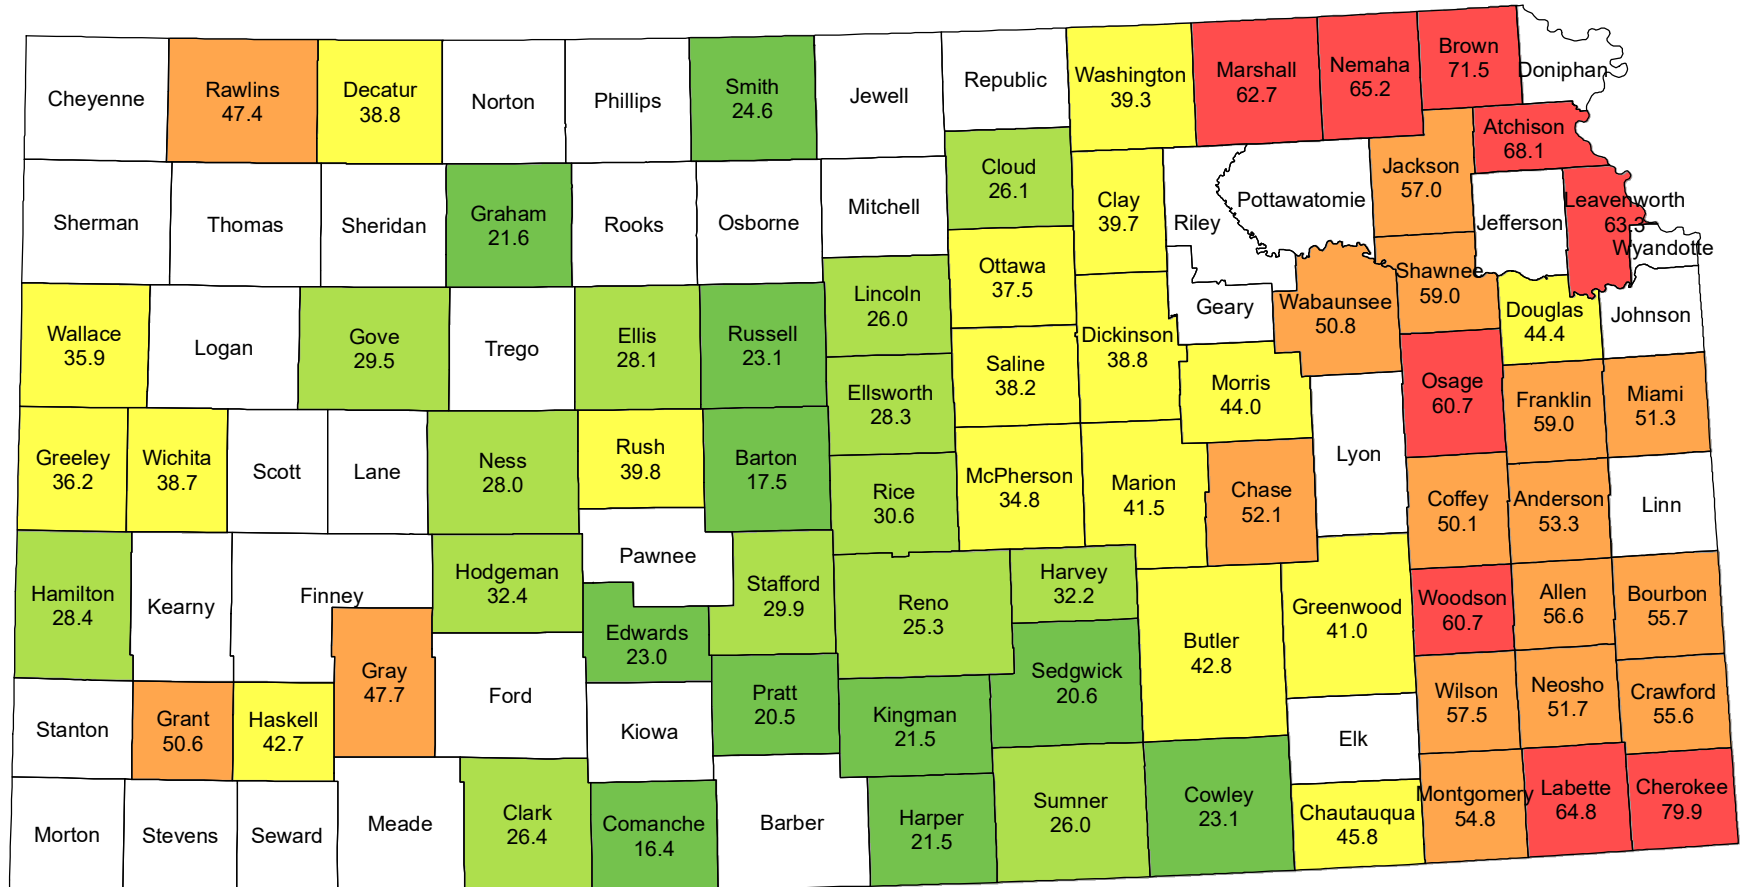 Cheyenne
Rawlins
47.4
Decatur
38.8
Norton
Phillips
Smith
24.6
Jewell
Republic
Washington
39.3
Marshall
62.7
Nemaha
65.2
Brown
71.5
Doniphan
Atchison
68.1
Sherman
Thomas
Sheridan
Graham
21.6
Rooks
Osborne
Mitchell
Cloud
26.1
Clay
39.7
Riley
Pottawatomie
Jackson
57.0
Jefferson
Leavenworth
63.3
Wyandotte
Wallace
35.9
Logan
Gove
29.5
Trego
Ellis
28.1
Russell
23.1
Lincoln
26.0
Ottawa
37.5
Dickinson
38.8
Geary
Wabaunsee
50.8
Shawnee
59.0
Douglas
44.4
Johnson
Ellsworth
28.3
Saline
38.2
Morris
44.0
Osage
60.7
Franklin
59.0
Miami
51.3
Greeley
36.2
Wichita
38.7
Scott
Lane
Ness
28.0
Rush
39.8
Barton
17.5
Rice
30.6
McPherson
34.8
Marion
41.5
Chase
52.1
Lyon
Coffey
50.1
Anderson
53.3
Linn
Hamilton
28.4
Kearny
Finney
Hodgeman
32.4
Pawnee
Stafford
29.9
Edwards
23.0
Reno
25.3
Harvey
32.2
Butler
42.8
Greenwood
41.0
Woodson
60.7
Allen
56.6
Bourbon
55.7
Gray
47.7
Ford
Sedgwick
20.6
Stanton
Grant
50.6
Haskell
42.7
Kiowa
Pratt
20.5
Kingman
21.5
Elk
Wilson
57.5
Neosho
51.7
Crawford
55.6
Morton
Stevens
Seward
Meade
Clark
26.4
Comanche
16.4
Barber
Harper
21.5
Sumner
26.0
Cowley
23.1
Chautauqua
45.8
Montgomery
54.8
Labette
64.8
Cherokee
79.9